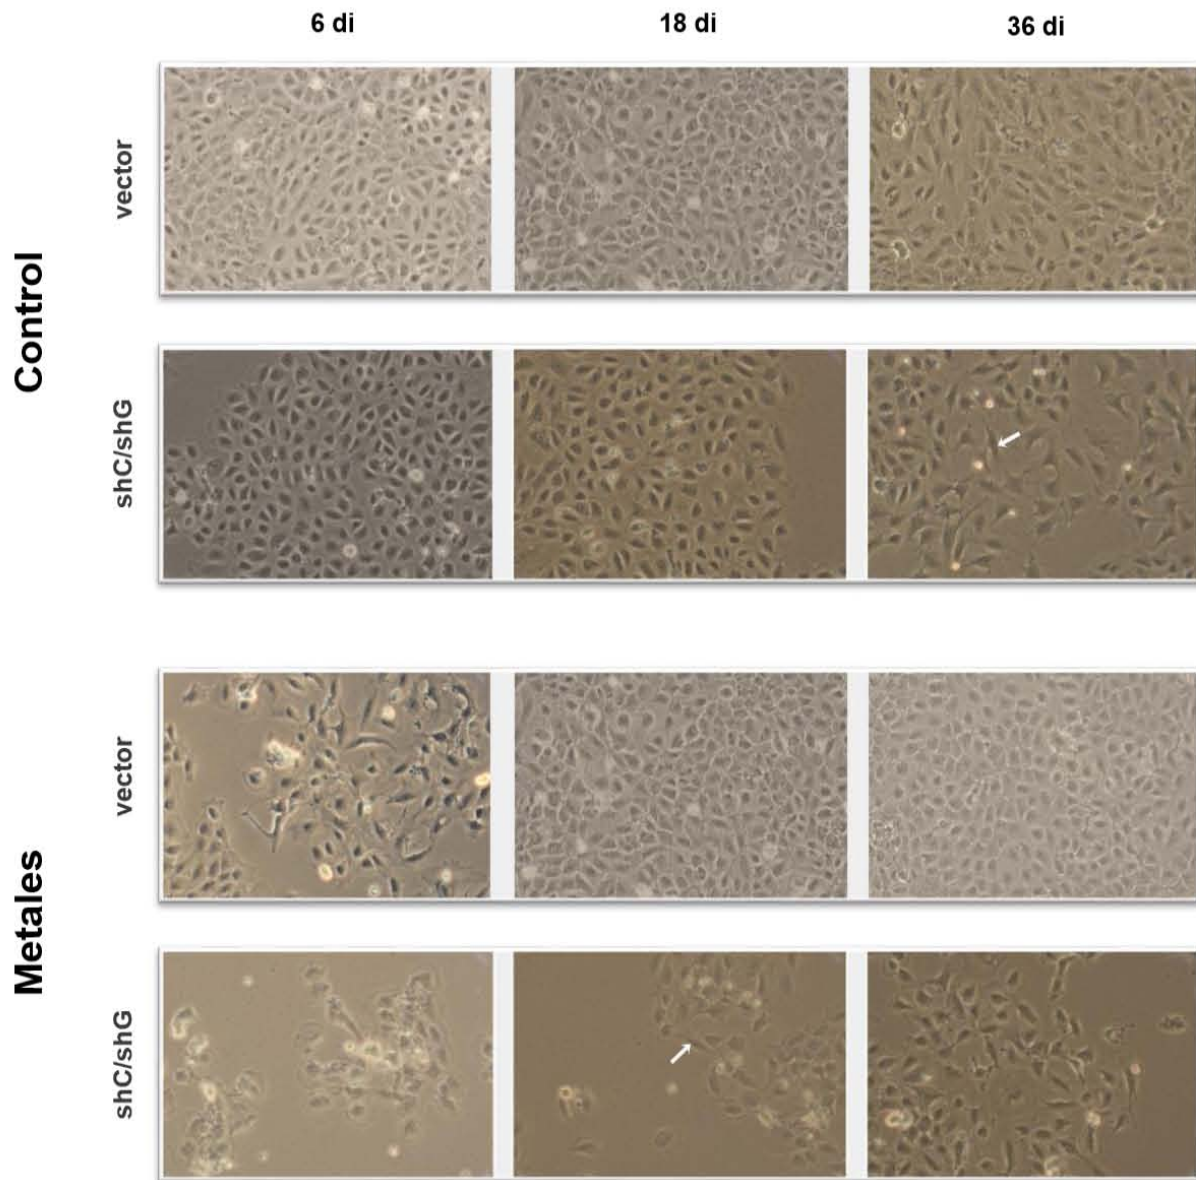 6 di 18 di 36 di
Control
vector
shC/shG
Metales
vector
shC/shG